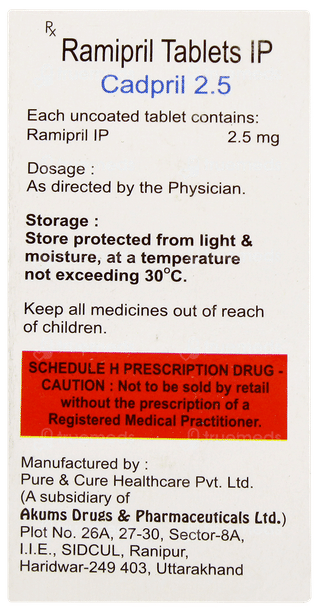 Rx
Ramipril Tablets IP
Cadpril 2.5
Each uncoated tablet contains:
Ramipril IP 2.5 mg
Dosage :
As directed by the Physician.
Storage :
Store protected from light &
moisture, at a temperature
not exceeding 30°C.
Keep all medicines out of reach
of children.
SCHEDULE H PRESCRIPTION DRUG -
CAUTION : Not to be sold by retail
without the prescription of a
Registered Medical Practitioner.
truemeds truemeds
Manufactured by :
Pure & Cure Healthcare Pvt. Ltd.
(A subsidiary of
Akums Drugs & Pharmaceuticals Ltd.)
Plot No. 26A, 27-30, Sector-8A,
I.I.E., SIDCUL, Ranipur,
Haridwar-249 403, Uttarakhand